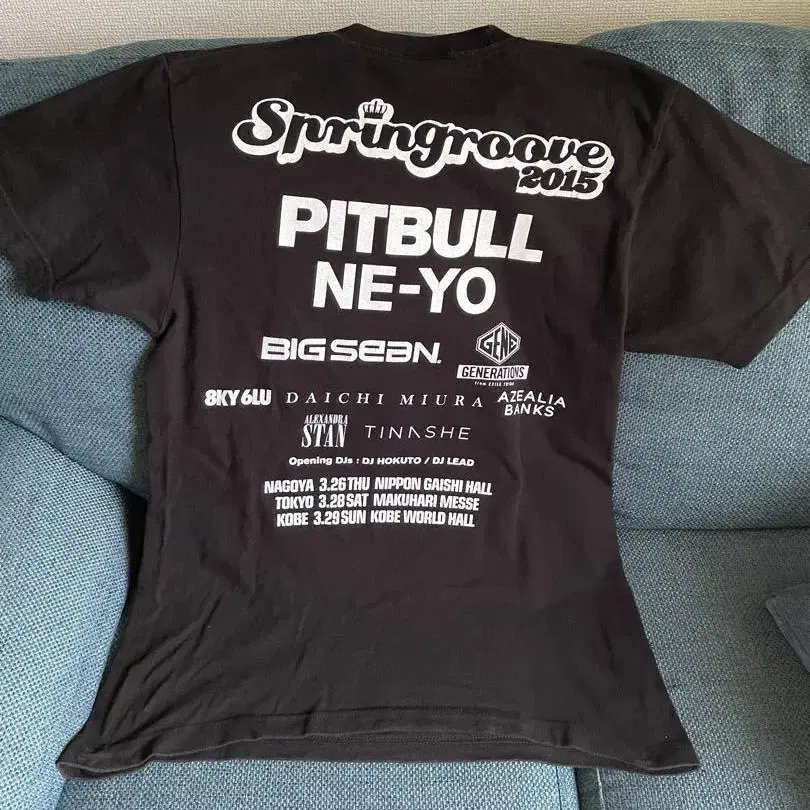 Springroove
2015
PITBULL
NE-YO
BIG SEAN.
GENE
GENERATIONS
from EXILE TRIBE
8KY 6LU DAICHI MIURA AZEALIA
BANKS
ALEXANDRA
STAN TINASHE
Opening DJs : DJ HOKUTO / DJ LEAD
NAGOYA 3.26 THU NIPPON GAISHI HALL
TOKYO 3.28 SAT MAKUHARI MESSE
KOBE 3.29 SUN KOBE WORLD HALL